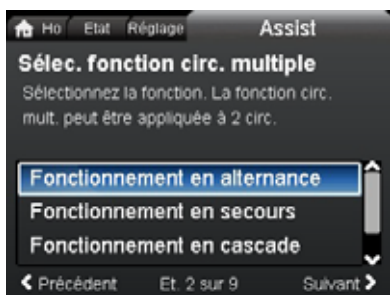 Ho Etat Réglage Assist
Sélec. fonction circ. multiple
Sélectionnez la fonction. La fonction circ.
mult. peut être appliquée à 2 circ.
Fonctionnement en alternance
Fonctionnement en secours
Fonctionnement en cascade
Précédent Et. 2 sur 9 Suivant